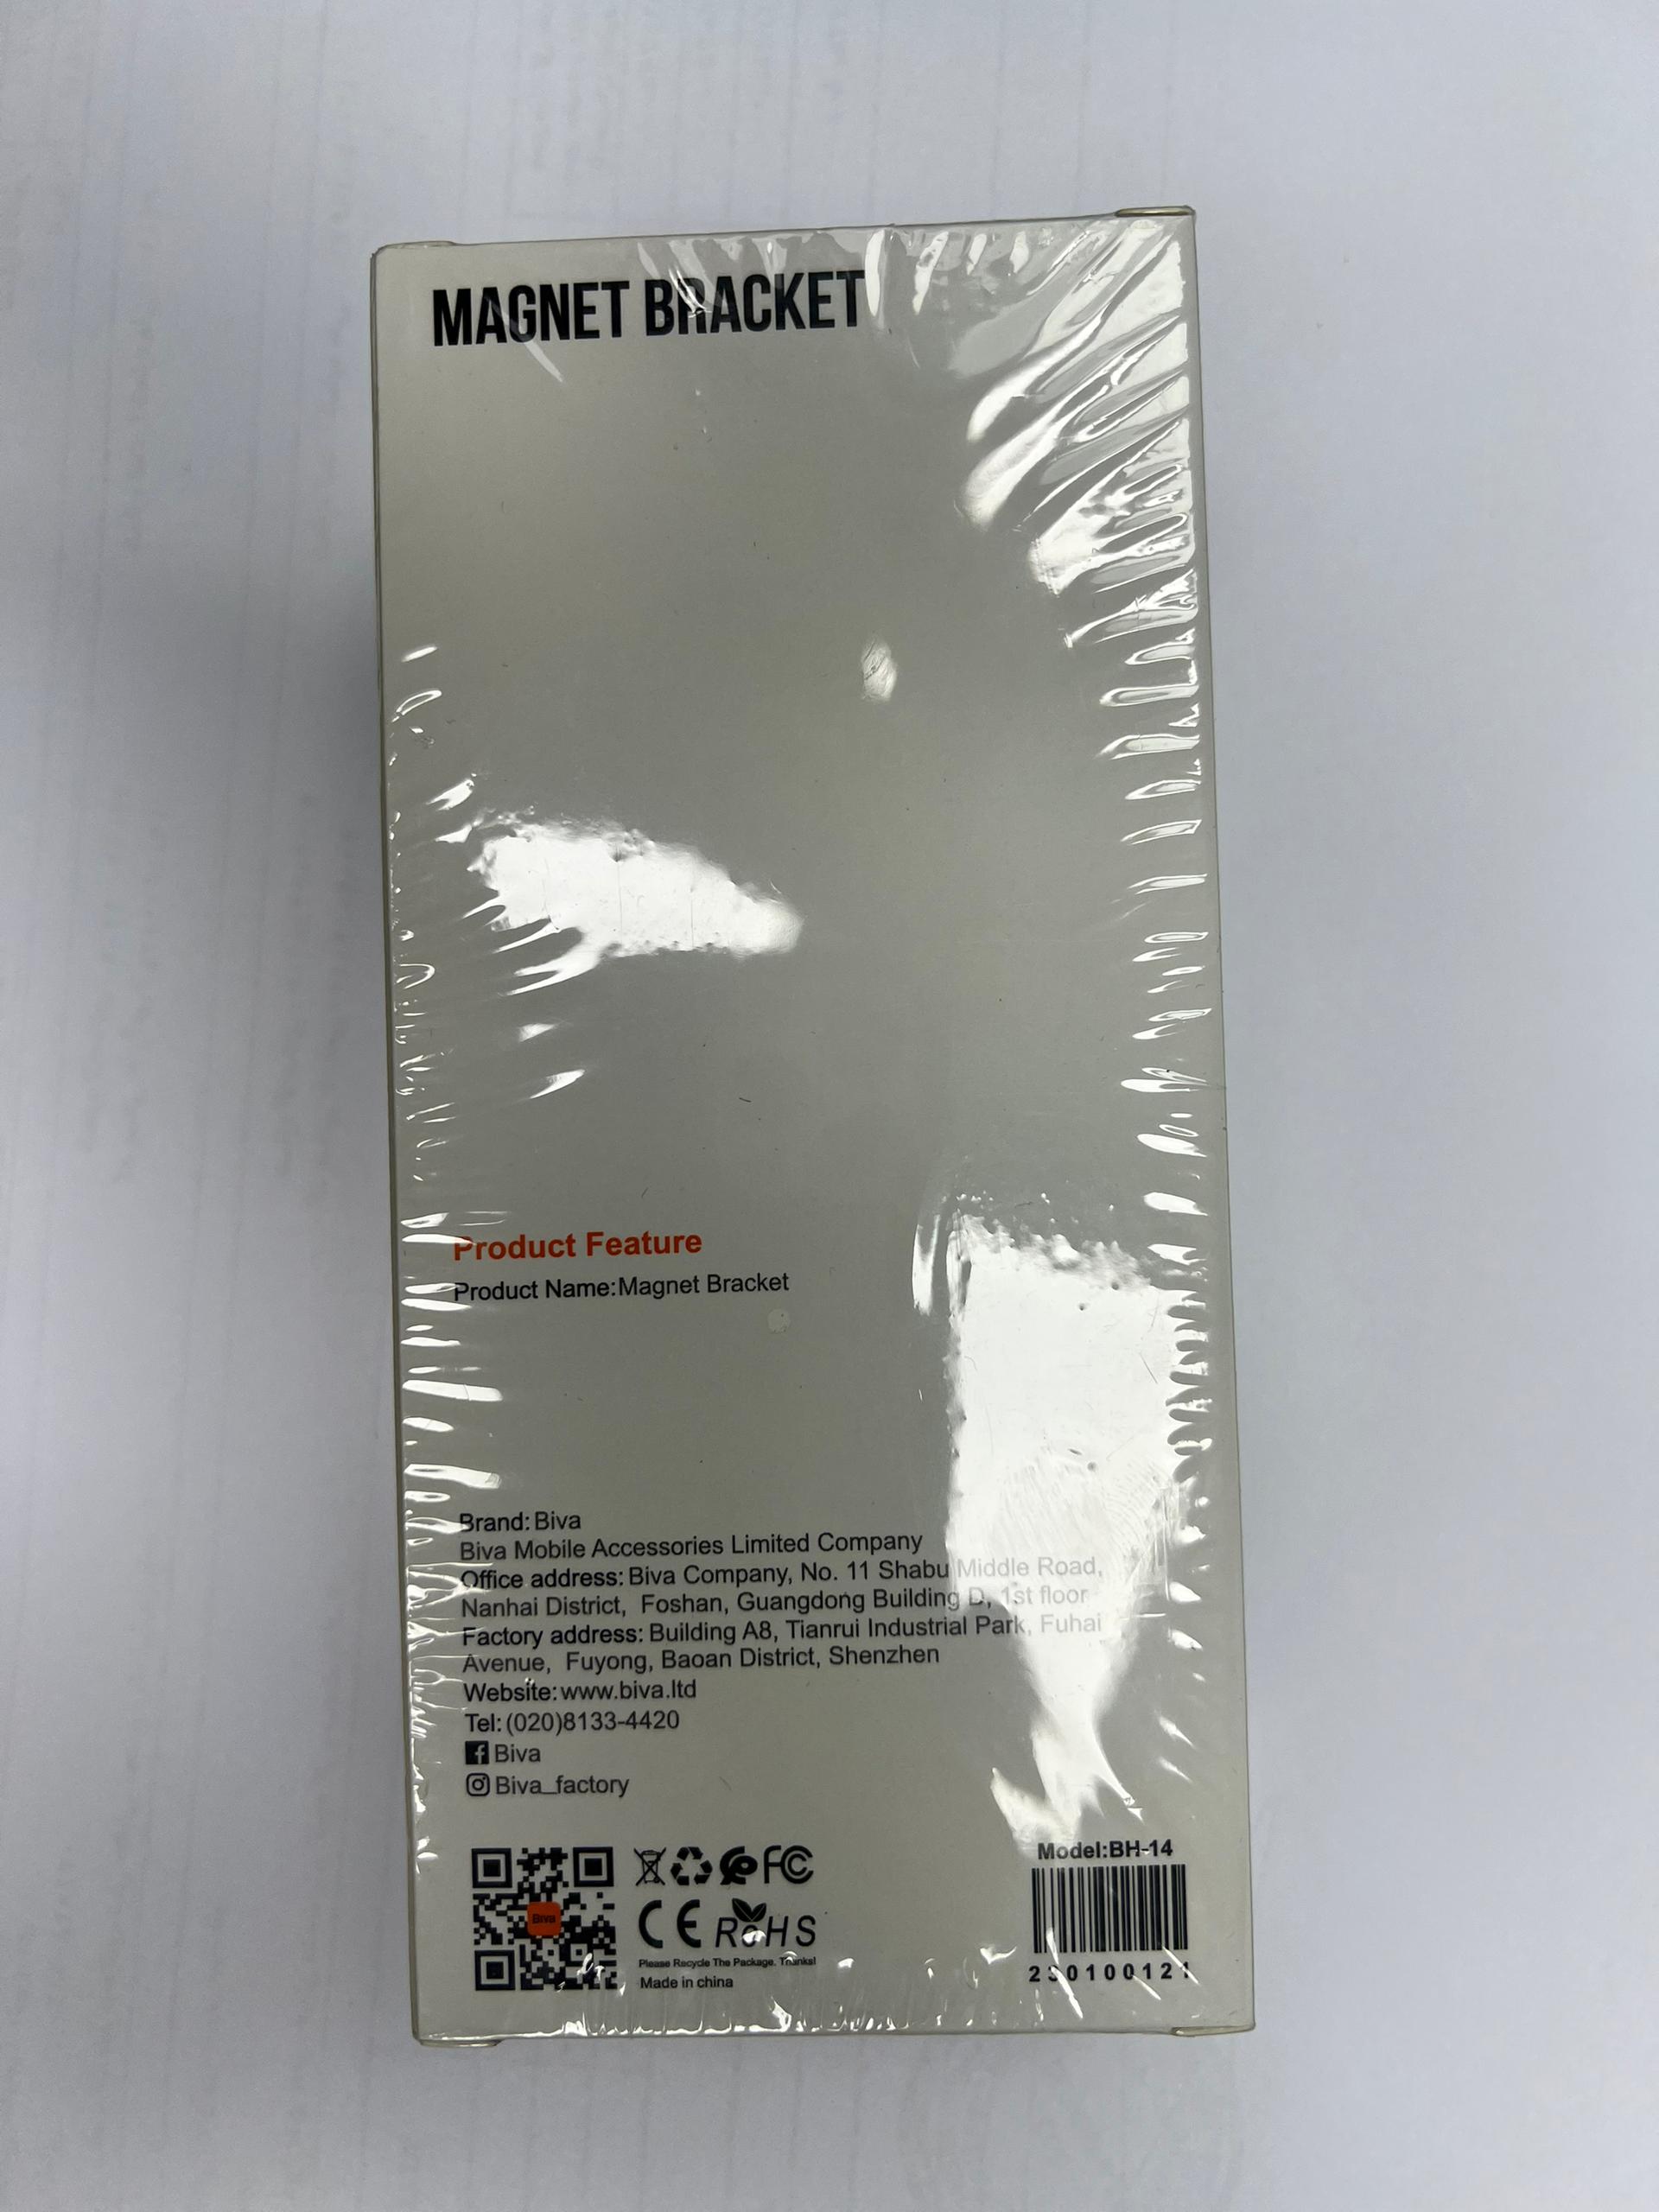 MAGNET BRACKET
Product Feature
Product Name:Magnet Bracket
Brand: Biva
Biva Mobile Accessories Limited Company
Office address: Biva Company, No. 11 Shabu Middle Road,
Nanhai District, Foshan, Guangdong Building D, 1st floor
Factory address: Building A8, Tianrui Industrial Park, Fuhai
Avenue, Fuyong, Baoan District, Shenzhen
Website: www.biva.ltd
Tel: (020)8133-4420
Biva
Biva_factory
Model:BH-14
Biva
FC
CE RoHS
Please Recycle The Package. Thanks!
Made in china
230100121